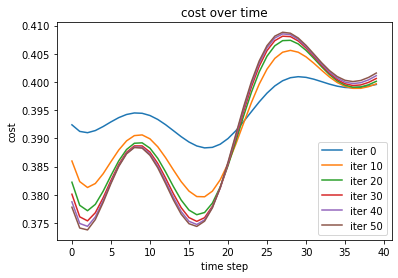 cost over time
cost
0.410
0.405
0.400
0.395
0.390
0.385
0.380
0.375
0 5 10 15 20 25 30 35 40
time step
iter 0
iter 10
iter 20
iter 30
iter 40
iter 50